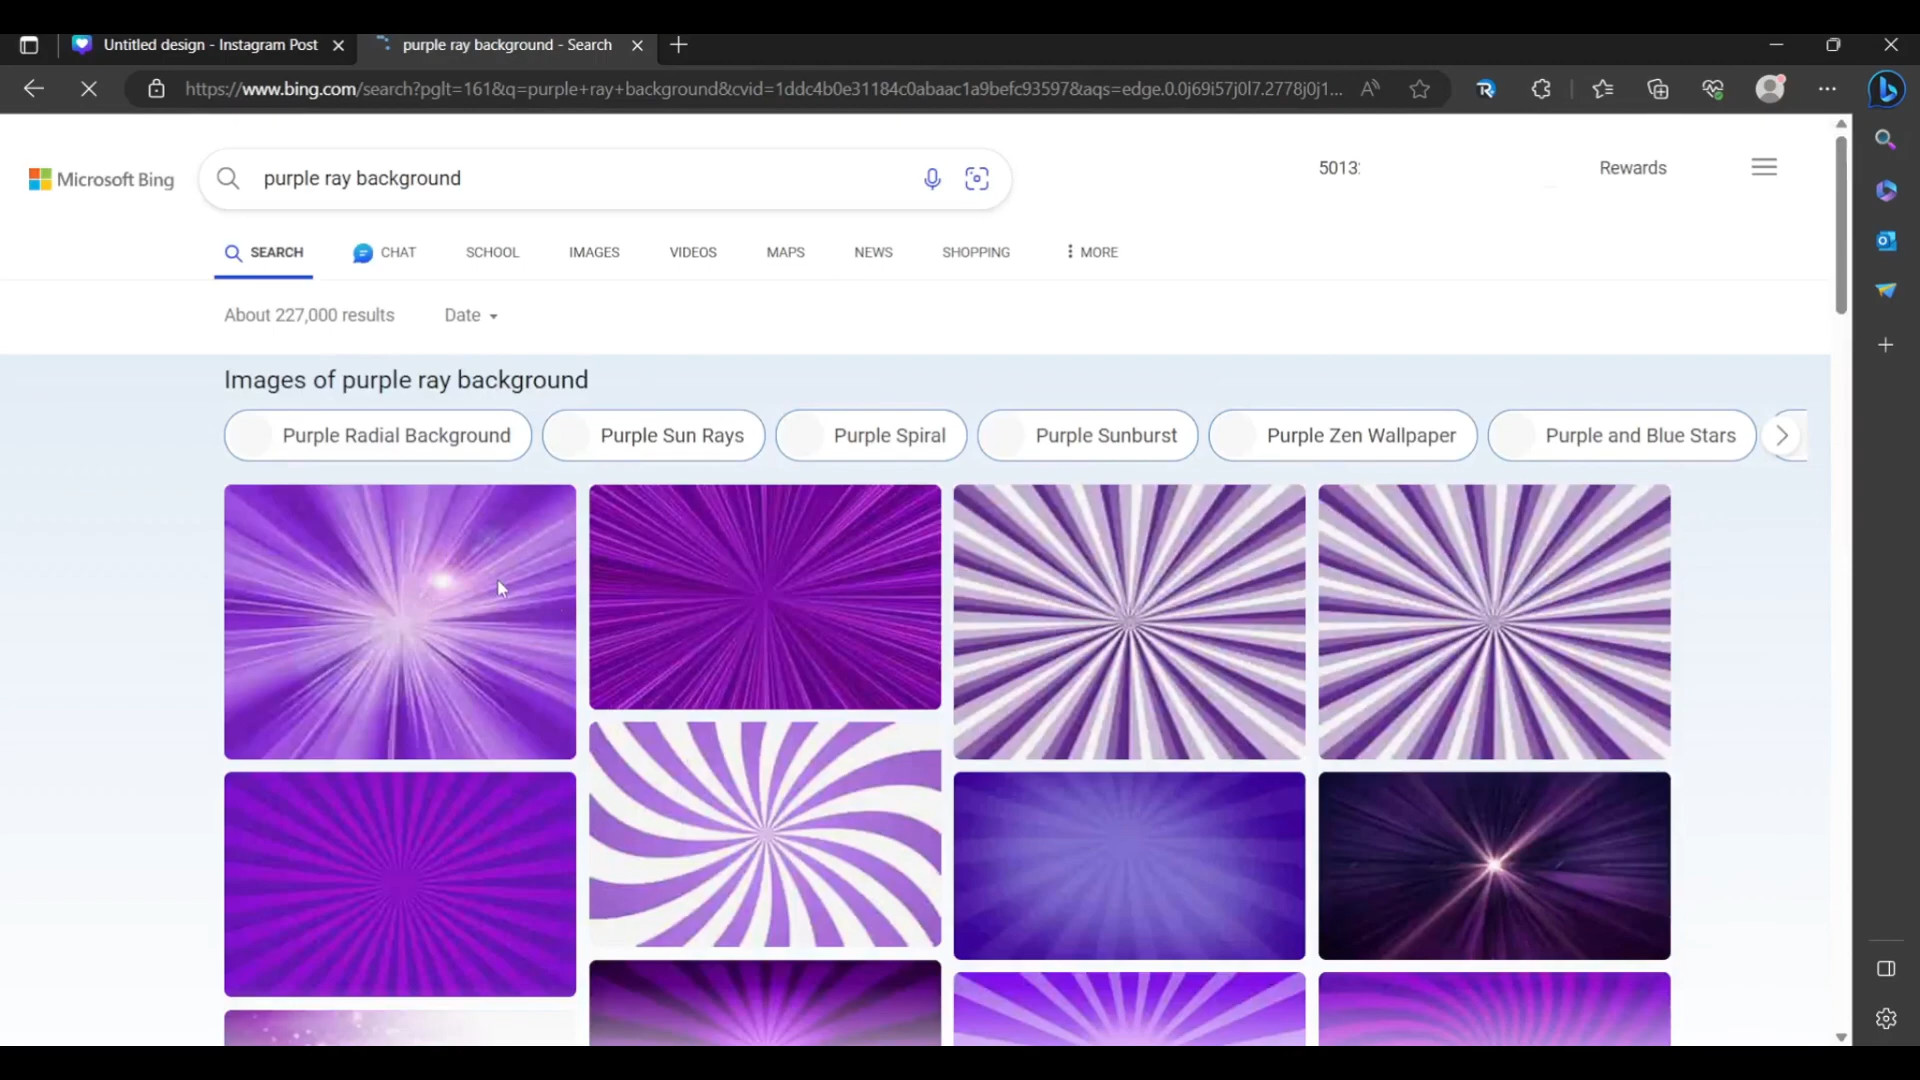 Untitled design - Instagram Post
purple ray background - Search
https://www.bing.com/search?pglt=161&q=purple+ray+background&cvid=1ddc4b0e31184c0abaac1a9befc93597&aqs=edge.0.0j69i57j0l7.2778j0j1...
Microsoft Bing
purple ray background
5013
Rewards
SEARCH
CHAT
SCHOOL
IMAGES
VIDEOS
MAPS
NEWS
SHOPPING
MORE
About 227,000 results
Date
Images of purple ray background
Purple Radial Background
Purple Sun Rays
Purple Spiral
Purple Sunburst
Purple Zen Wallpaper
Purple and Blue Stars